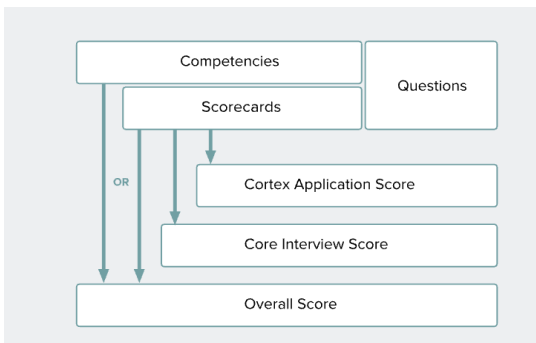 Competencies
Questions
Scorecards
OR
Cortex Application Score
Core Interview Score
Overall Score